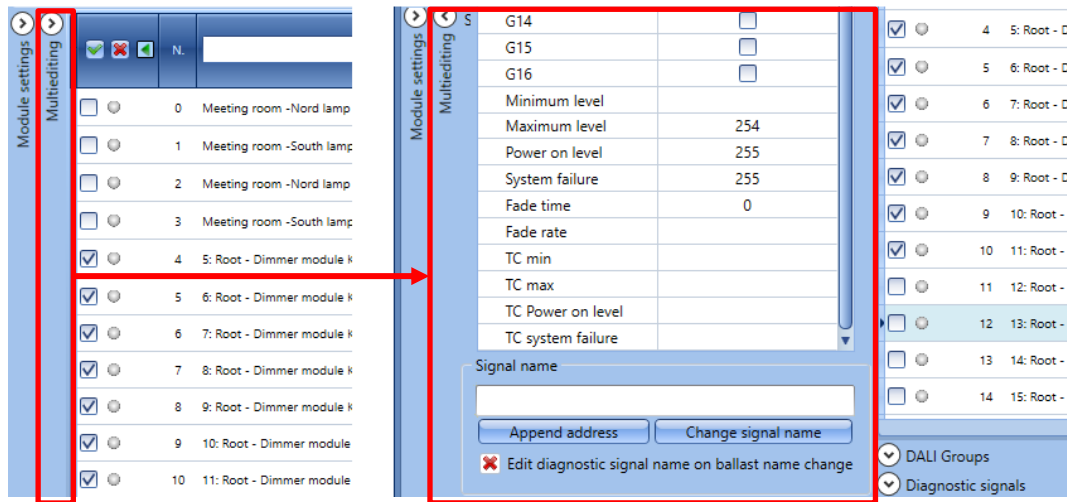 Module settings
Multiediting
N.
0 Meeting room -Nord lamp
1 Meeting room -South lamp
2 Meeting room -Nord lamp
3 Meeting room -South lamp
4 5: Root - Dimmer module K
5 6: Root - Dimmer module K
6 7: Root - Dimmer module K
7 8: Root - Dimmer module K
8 9: Root - Dimmer module K
9 10: Root - Dimmer module
10 11: Root - Dimmer module
Module settings
Multiediting
S
G14
G15
G16
Minimum level
Maximum level 254
Power on level 255
System failure 255
Fade time 0
Fade rate
TC min
TC max
TC Power on level
TC system failure
Signal name
Append address Change signal name
Edit diagnostic signal name on ballast name change
4 5: Root - D
5 6: Root - D
6 7: Root - D
7 8: Root - D
8 9: Root - D
9 10: Root -
10 11: Root -
11 12: Root -
12 13: Root -
13 14: Root -
14 15: Root -
DALI Groups
Diagnostic signals